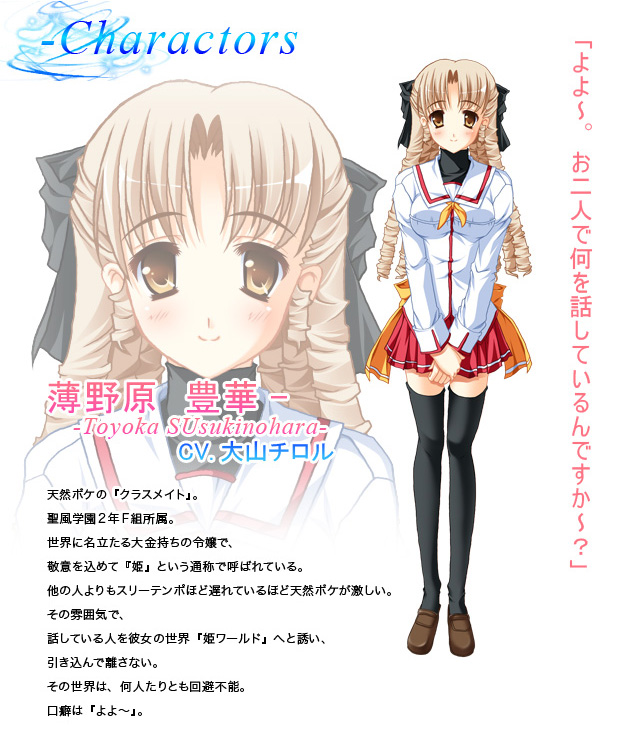 -Charactors
「よよ～。 お二人で何を話しているんですか～？」
薄野原 豊華－
-Toyoka SUsukinohara-
CV.大山チロル
天然ボケの『クラスメイト』。
聖風学園２年Ｆ組所属。
世界に名立たる大金持ちの令嬢で、
敬意を込めて『姫』という通称で呼ばれている。
他の人よりもスリーテンポほど遅れているほど天然ボケが激しい。
その雰囲気で、
話している人を彼女の世界『姫ワールド』へと誘い、
引き込んで離さない。
その世界は、何人たりとも回避不能。
口癖は『よよ～』。